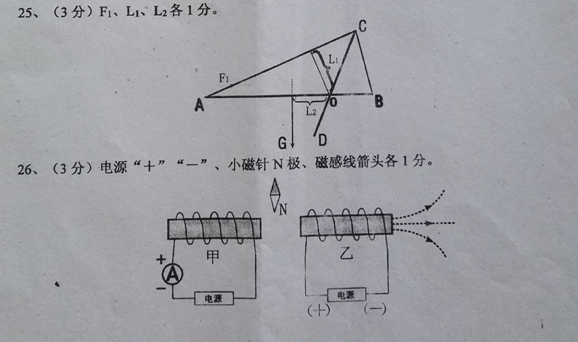 25、（3分）F₁、L₁、L₂各1分。
C
F₁
L₁
A
L₂
O
B
G
D
26、（3分）电源“＋”“－”、小磁针N极、磁感线箭头各1分。
N
甲
乙
+
A
−
电源
电源
(+)
(—)